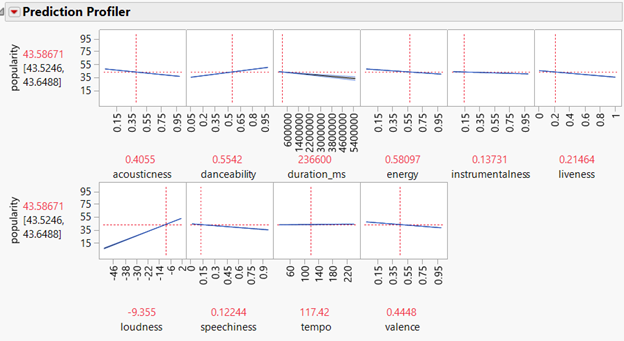 Prediction Profiler
popularity
43.58671
[43.5246,
43.6488]
95
75
55
35
15
0.15 0.35 0.55 0.75 0.95
0.05 0.2 0.35 0.5 0.65 0.8 0.95
600000 1400000 2200000 3000000 3800000 4600000 5400000
0.15 0.35 0.55 0.75 0.95
0.15 0.35 0.55 0.75 0.95
0 0.2 0.4 0.6 0.8 1
0.4055 0.5542 236600 0.58097 0.13731 0.21464
acousticness danceability duration_ms energy instrumentalness liveness
popularity
43.58671
[43.5246,
43.6488]
95
75
55
35
15
-46 -38 -30 -22 -14 -6 2
0 0.15 0.3 0.45 0.6 0.75 0.9
60 100 140 180 220
0.15 0.35 0.55 0.75 0.95
-9.355 0.12244 117.42 0.4448
loudness speechiness tempo valence